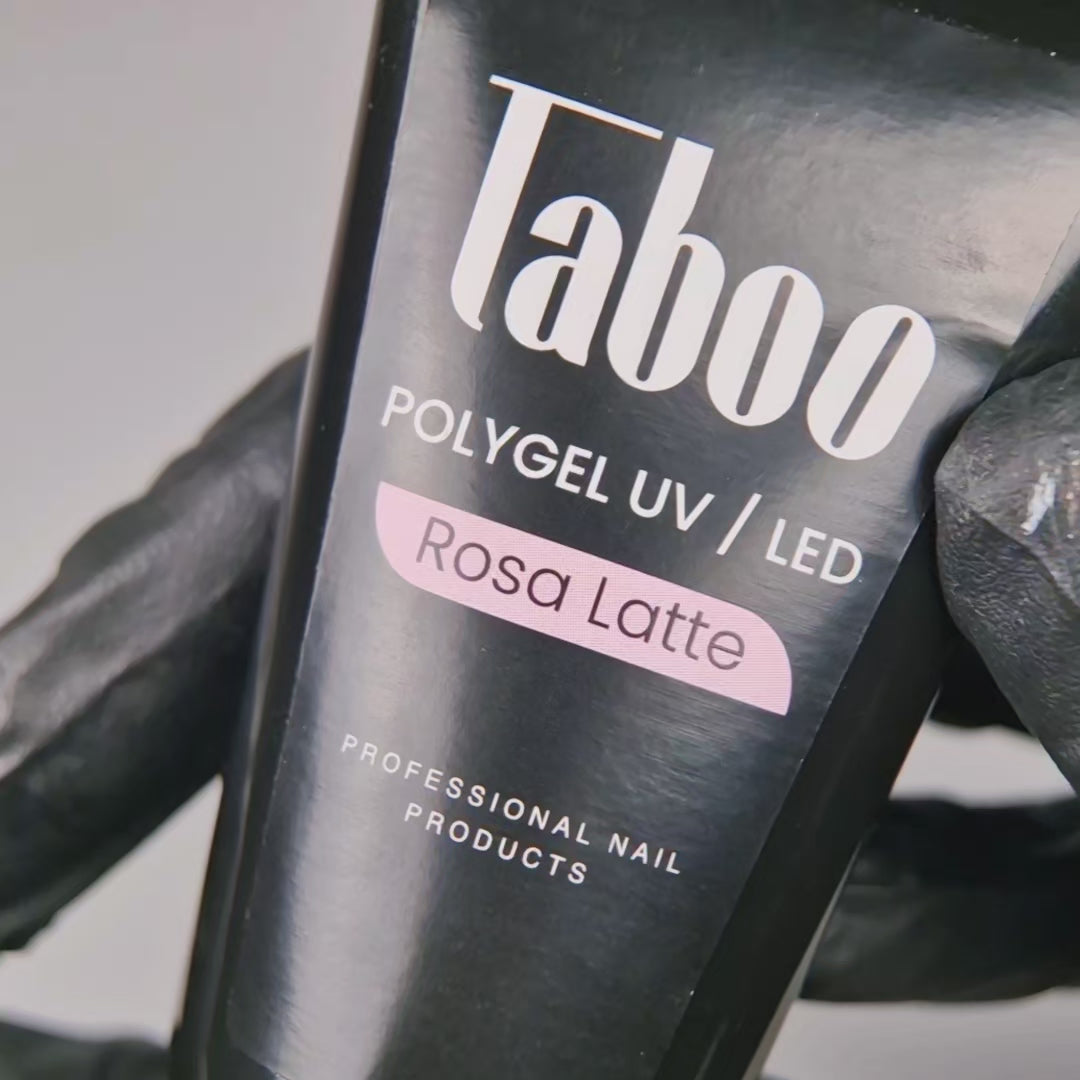 Taboo
POLYGEL UV / LED
Rosa Latte
PROFESSIONAL NAIL
PRODUCTS